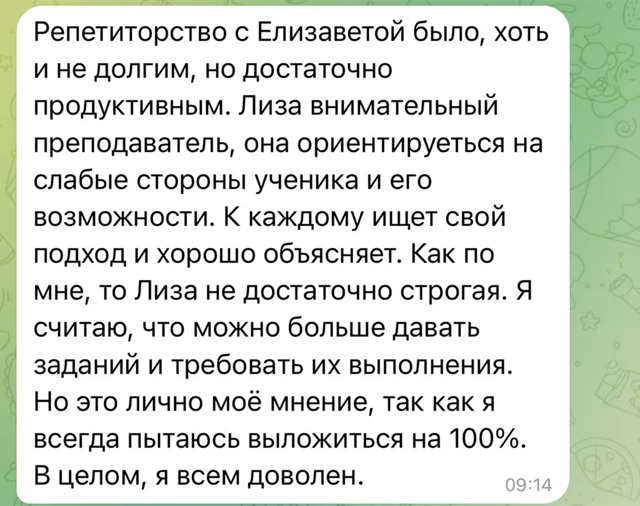 Репетиторство с Елизаветой было, хоть
и не долгим, но достаточно
продуктивным. Лиза внимательный
преподаватель, она ориентируеться на
слабые стороны ученика и его
возможности. К каждому ищет свой
подход и хорошо объясняет. Как по
мне, то Лиза не достаточно строгая. Я
считаю, что можно больше давать
заданий и требовать их выполнения.
Но это лично моё мнение, так как я
всегда пытаюсь выложиться на 100%.
В целом, я всем доволен.
09:14